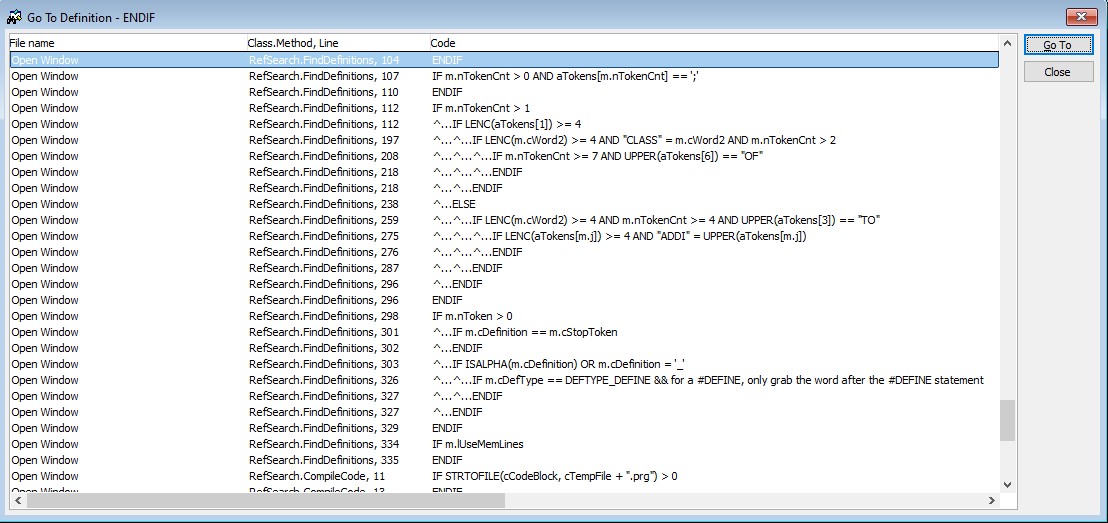 Go To Definition - ENDIF
File name Class.Method, Line Code
Go To
Close
Open Window RefSearch.FindDefinitions, 104 ENDIF
Open Window RefSearch.FindDefinitions, 107 IF m.nTokenCnt > 0 AND aTokens[m.nTokenCnt] == ';'
Open Window RefSearch.FindDefinitions, 110 ENDIF
Open Window RefSearch.FindDefinitions, 112 IF m.nTokenCnt > 1
Open Window RefSearch.FindDefinitions, 112 ^...IF LENC(aTokens[1]) >= 4
Open Window RefSearch.FindDefinitions, 197 ^...^...IF LENC(m.cWord2) >= 4 AND "CLASS" = m.cWord2 AND m.nTokenCnt > 2
Open Window RefSearch.FindDefinitions, 208 ^...^...^...IF m.nTokenCnt >= 7 AND UPPER(aTokens[6]) == "OF"
Open Window RefSearch.FindDefinitions, 218 ^...^...^...ENDIF
Open Window RefSearch.FindDefinitions, 218 ^...^...ENDIF
Open Window RefSearch.FindDefinitions, 238 ^...ELSE
Open Window RefSearch.FindDefinitions, 259 ^...^...IF LENC(m.cWord2) >= 4 AND m.nTokenCnt >= 4 AND UPPER(aTokens[3]) == "TO"
Open Window RefSearch.FindDefinitions, 275 ^...^...^...IF LENC(aTokens[m.j]) >= 4 AND "ADDI" = UPPER(aTokens[m.j])
Open Window RefSearch.FindDefinitions, 276 ^...^...^...ENDIF
Open Window RefSearch.FindDefinitions, 287 ^...^...ENDIF
Open Window RefSearch.FindDefinitions, 296 ^...ENDIF
Open Window RefSearch.FindDefinitions, 296 ENDIF
Open Window RefSearch.FindDefinitions, 298 IF m.nToken > 0
Open Window RefSearch.FindDefinitions, 301 ^...IF m.cDefinition == m.cStopToken
Open Window RefSearch.FindDefinitions, 302 ^...ENDIF
Open Window RefSearch.FindDefinitions, 303 ^...IF ISALPHA(m.cDefinition) OR m.cDefinition = '_'
Open Window RefSearch.FindDefinitions, 326 ^...^...IF m.cDefType == DEFTYPE_DEFINE && for a #DEFINE, only grab the word after the #DEFINE statement
Open Window RefSearch.FindDefinitions, 327 ^...^...ENDIF
Open Window RefSearch.FindDefinitions, 327 ^...ENDIF
Open Window RefSearch.FindDefinitions, 329 ENDIF
Open Window RefSearch.FindDefinitions, 334 IF m.lUseMemLines
Open Window RefSearch.FindDefinitions, 335 ENDIF
Open Window RefSearch.CompileCode, 11 IF STRTOFILE(cCodeBlock, cTempFile + ".prg") > 0
Open Window RefSearch.CompileCode, 13 ENDIF